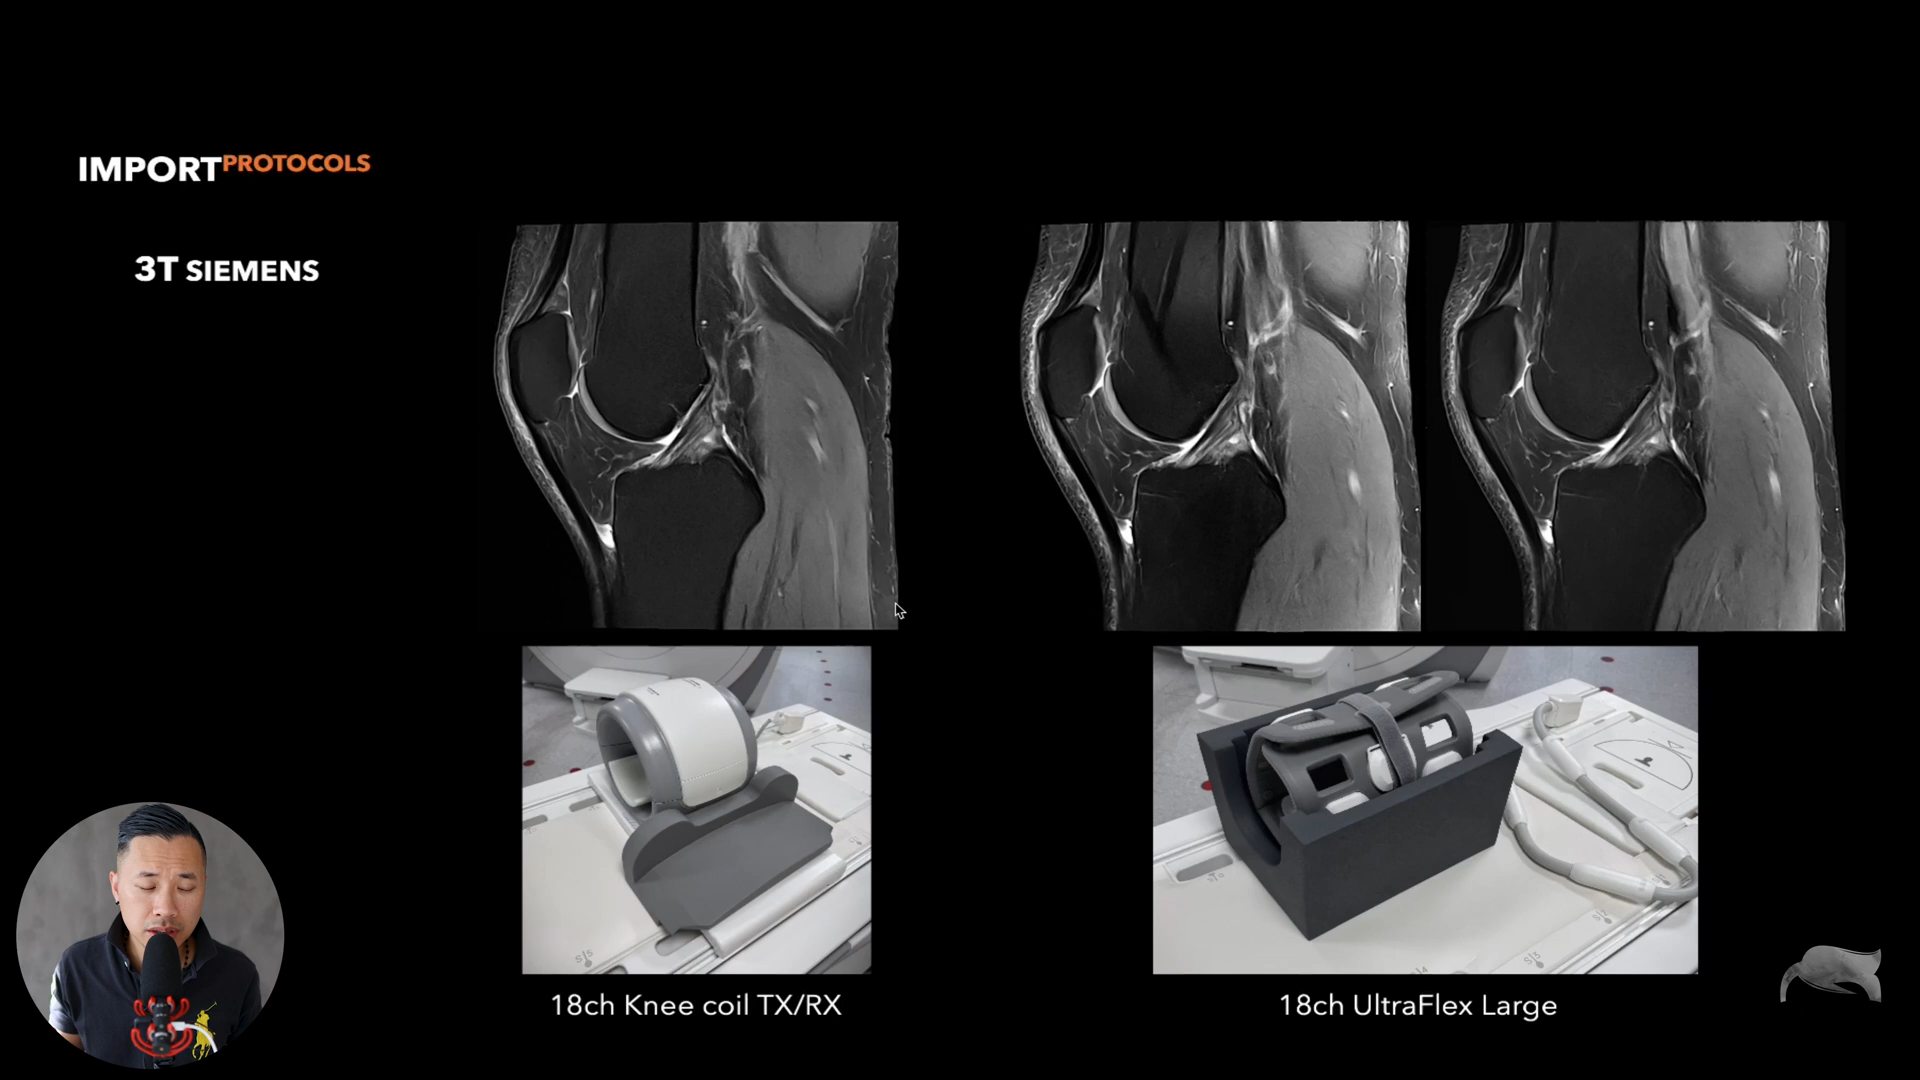 IMPORTPROTOCOLS
3T SIEMENS
18ch Knee coil TX/RX
18ch UltraFlex Large